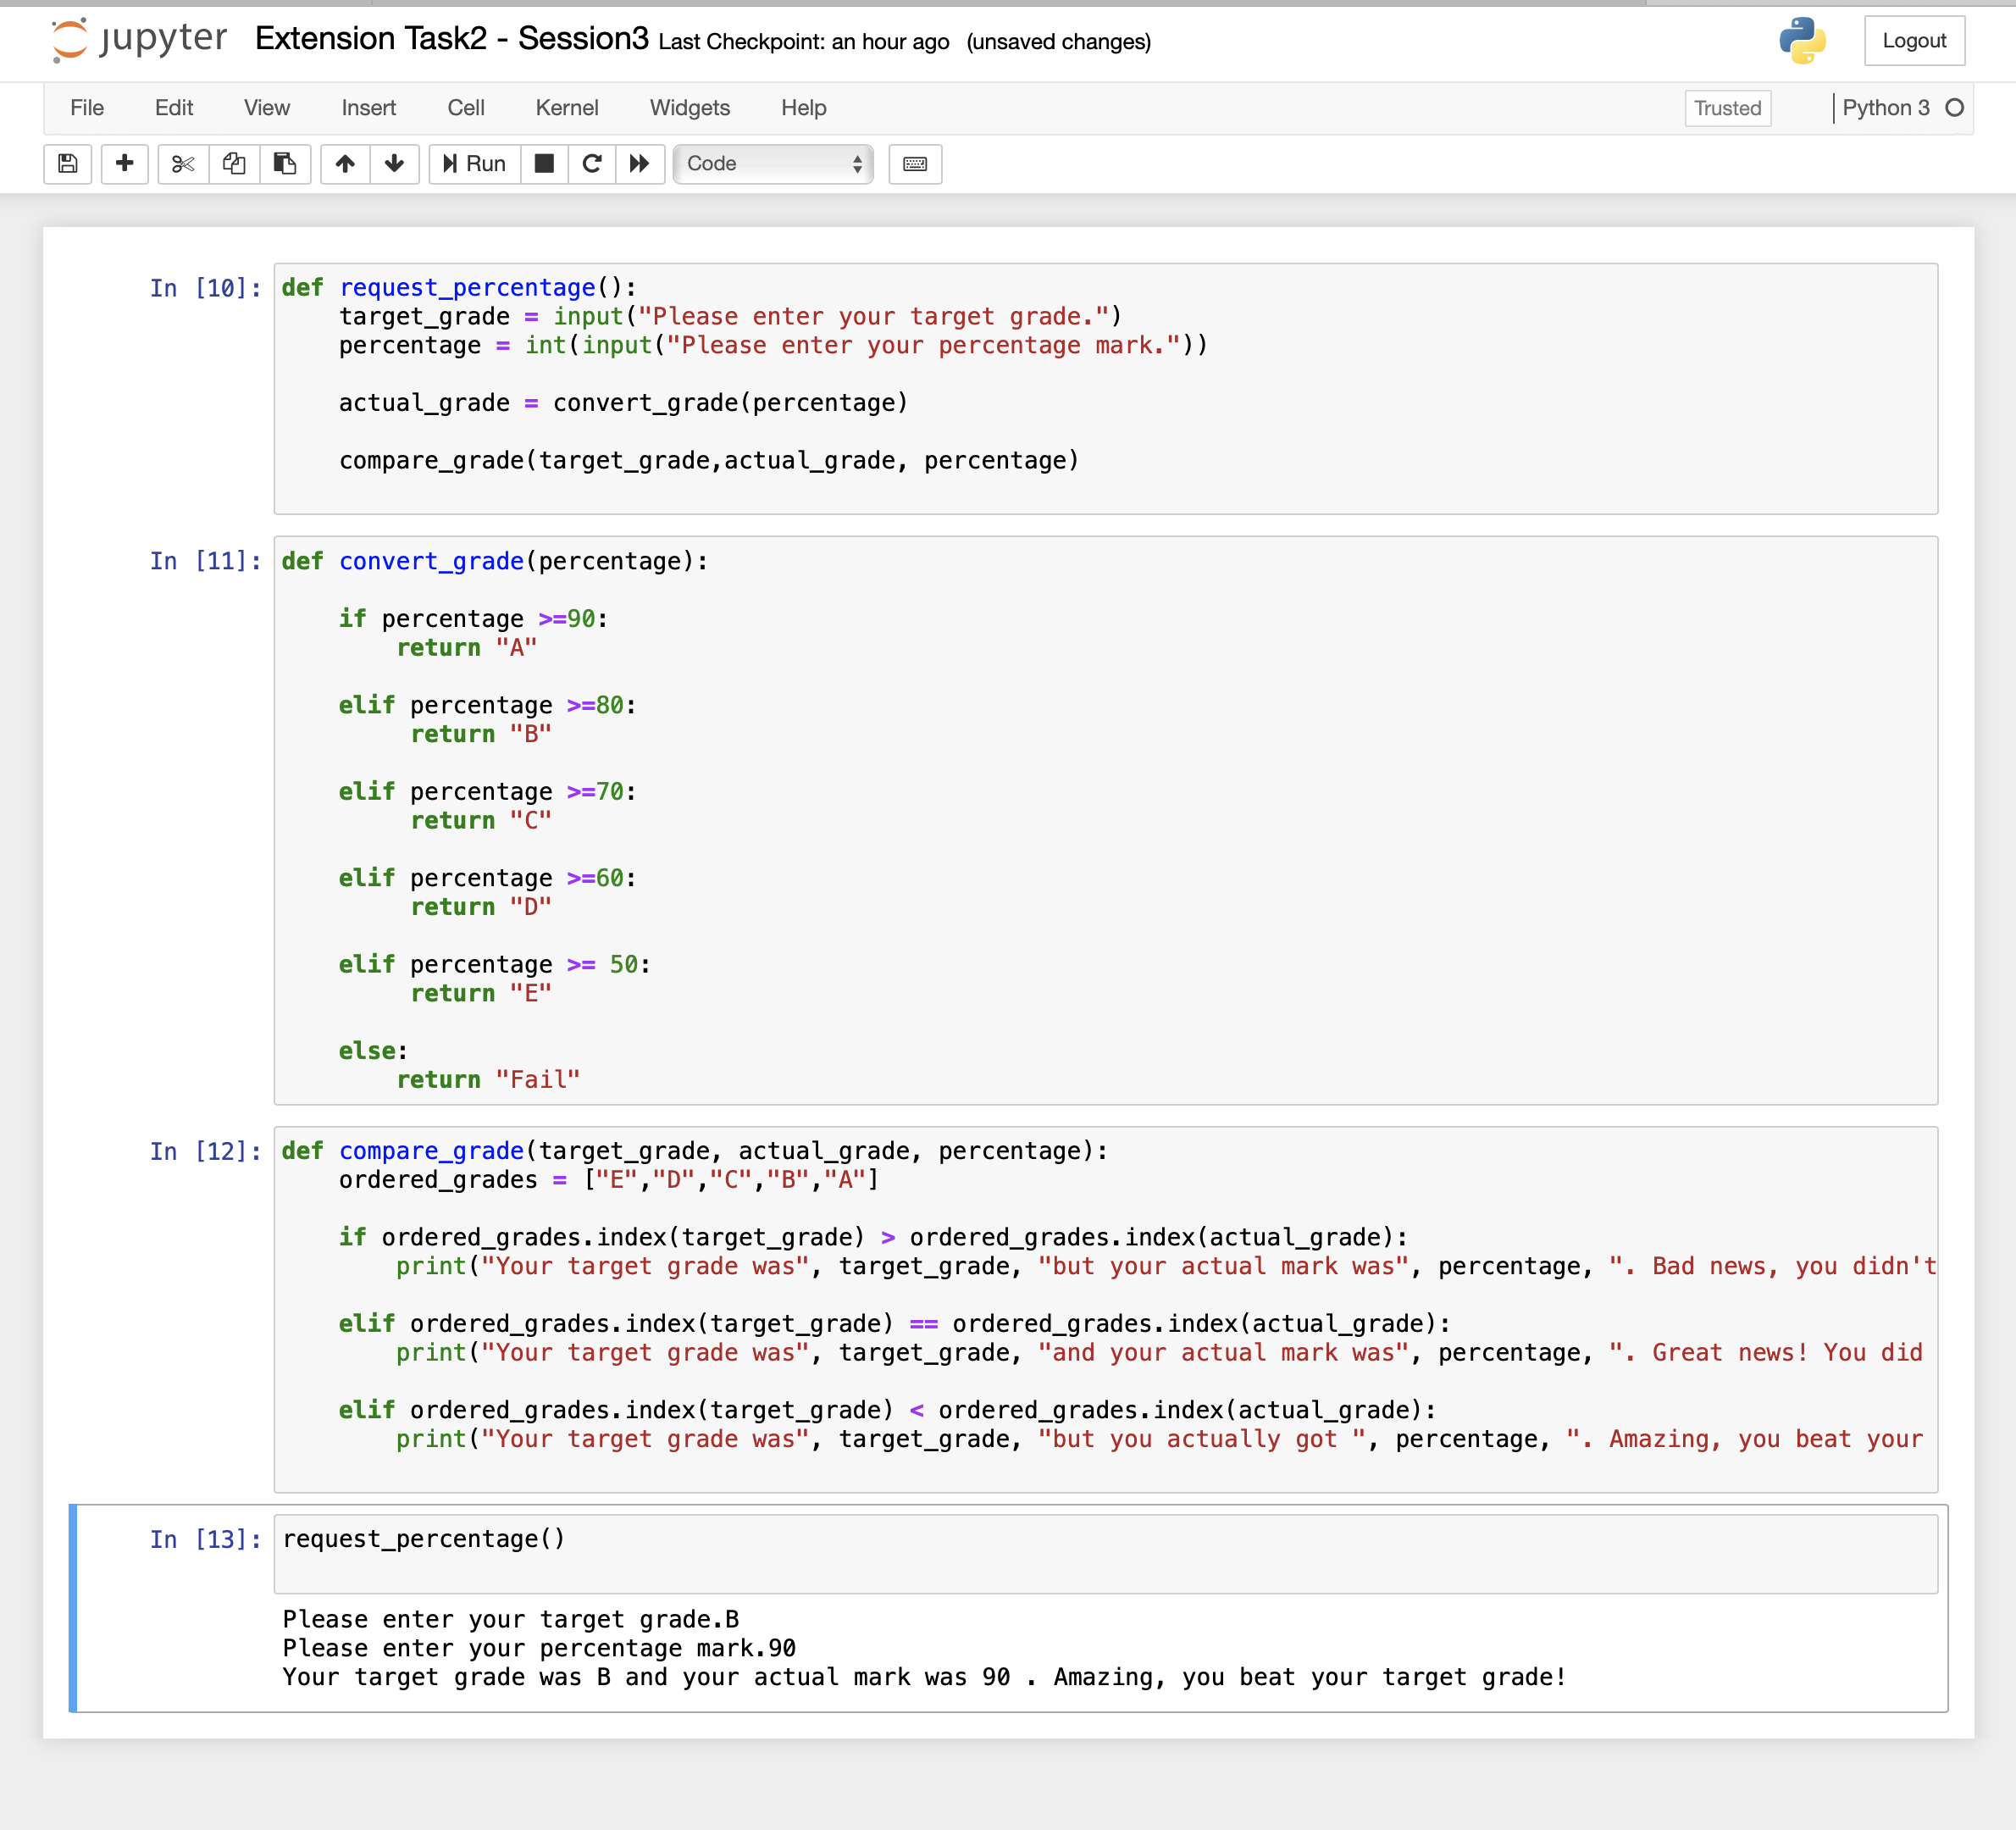 jupyter Extension Task2 - Session3 Last Checkpoint: an hour ago (unsaved changes) Logout
File Edit View Insert Cell Kernel Widgets Help Trusted Python 3
Run Code
In [10]: def request_percentage():
target_grade = input("Please enter your target grade.")
percentage = int(input("Please enter your percentage mark."))
actual_grade = convert_grade(percentage)
compare_grade(target_grade,actual_grade, percentage)
In [11]: def convert_grade(percentage):
if percentage >=90:
return "A"
elif percentage >=80:
return "B"
elif percentage >=70:
return "C"
elif percentage >=60:
return "D"
elif percentage >= 50:
return "E"
else:
return "Fail"
In [12]: def compare_grade(target_grade, actual_grade, percentage):
ordered_grades = ["E","D","C","B","A"]
if ordered_grades.index(target_grade) > ordered_grades.index(actual_grade):
print("Your target grade was", target_grade, "but your actual mark was", percentage, ". Bad news, you didn't
elif ordered_grades.index(target_grade) == ordered_grades.index(actual_grade):
print("Your target grade was", target_grade, "and your actual mark was", percentage, ". Great news! You did
elif ordered_grades.index(target_grade) < ordered_grades.index(actual_grade):
print("Your target grade was", target_grade, "but you actually got ", percentage, ". Amazing, you beat your
In [13]: request_percentage()
Please enter your target grade.B
Please enter your percentage mark.90
Your target grade was B and your actual mark was 90 . Amazing, you beat your target grade!